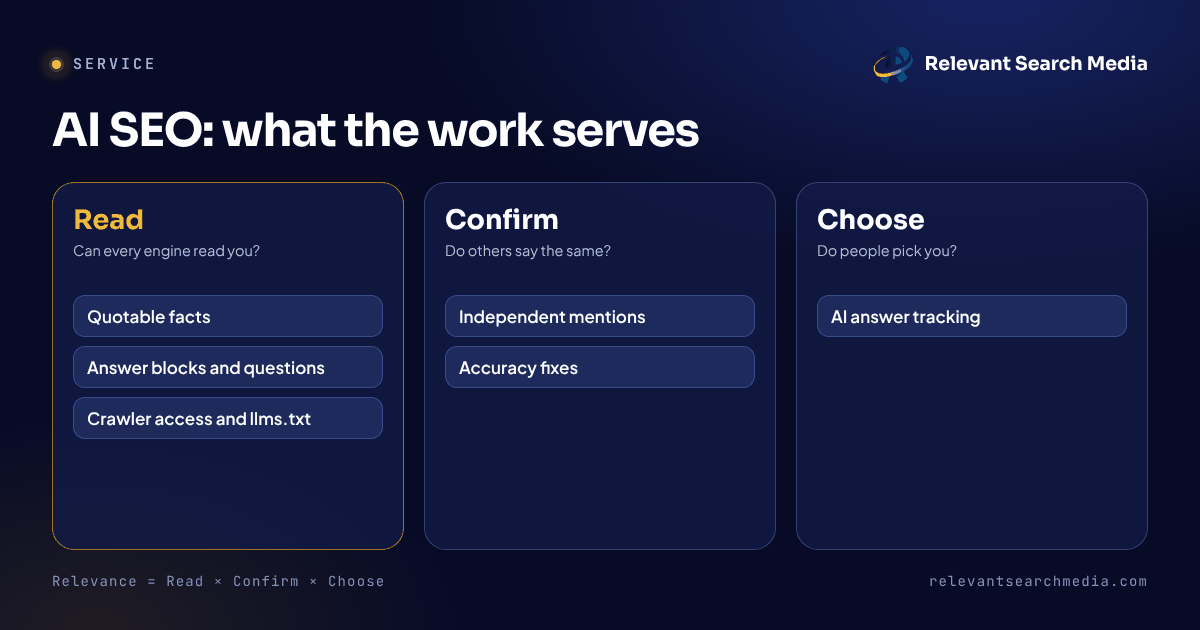 SERVICE
Relevant Search Media
AI SEO: what the work serves
Read
Can every engine read you?
Quotable facts
Answer blocks and questions
Crawler access and llms.txt
Confirm
Do others say the same?
Independent mentions
Accuracy fixes
Choose
Do people pick you?
AI answer tracking
Relevance = Read × Confirm × Choose
relevantsearchmedia.com